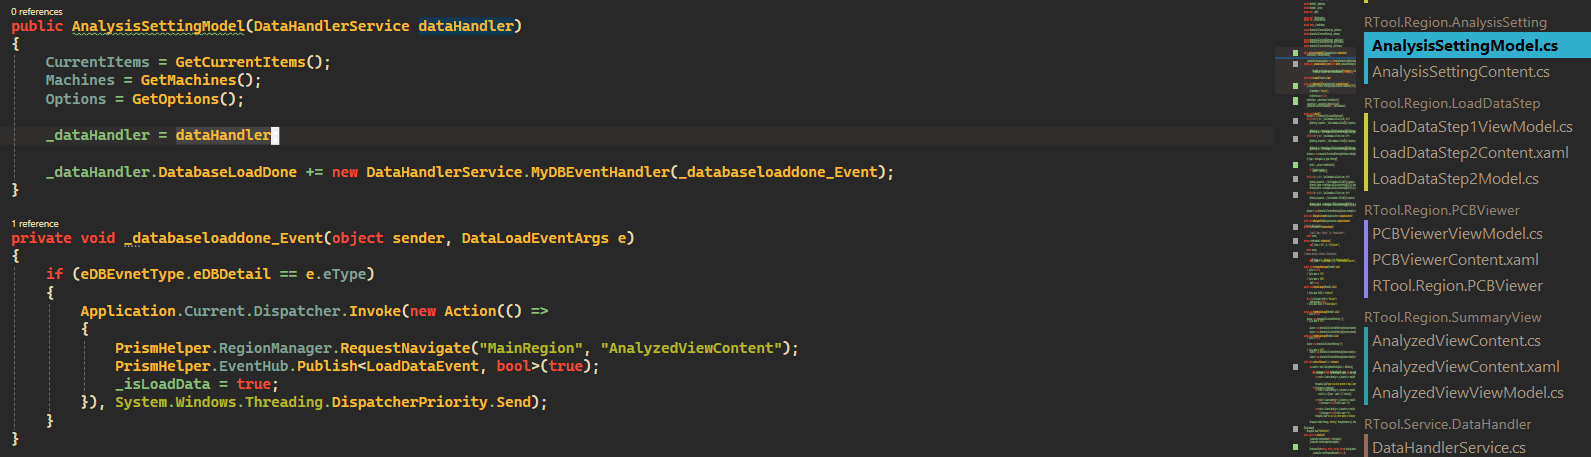 0 references
public AnalysisSettingModel(DataHandlerService dataHandler)
{
CurrentItems = GetCurrentItems();
Machines = GetMachines();
Options = GetOptions();
_dataHandler = dataHandler;
_dataHandler.DatabaseLoadDone += new DataHandlerService.MyDBEventHandler(_databaseloaddone_Event);
}
1 reference
private void _databaseloaddone_Event(object sender, DataLoadEventArgs e)
{
if (eDBEvnetType.eDBDetail == e.eType)
{
Application.Current.Dispatcher.Invoke(new Action(() =>
{
PrismHelper.RegionManager.RequestNavigate("MainRegion", "AnalyzedViewContent");
PrismHelper.EventHub.Publish<LoadDataEvent, bool>(true);
_isLoadData = true;
}), System.Windows.Threading.DispatcherPriority.Send);
}
}
RTool.Region.AnalysisSetting
AnalysisSettingModel.cs
AnalysisSettingContent.cs
RTool.Region.LoadDataStep
LoadDataStep1ViewModel.cs
LoadDataStep2Content.xaml
LoadDataStep2Model.cs
RTool.Region.PCBViewer
PCBViewerViewModel.cs
PCBViewerContent.xaml
RTool.Region.PCBViewer
RTool.Region.SummaryView
AnalyzedViewContent.cs
AnalyzedViewContent.xaml
AnalyzedViewViewModel.cs
RTool.Service.DataHandler
DataHandlerService.cs